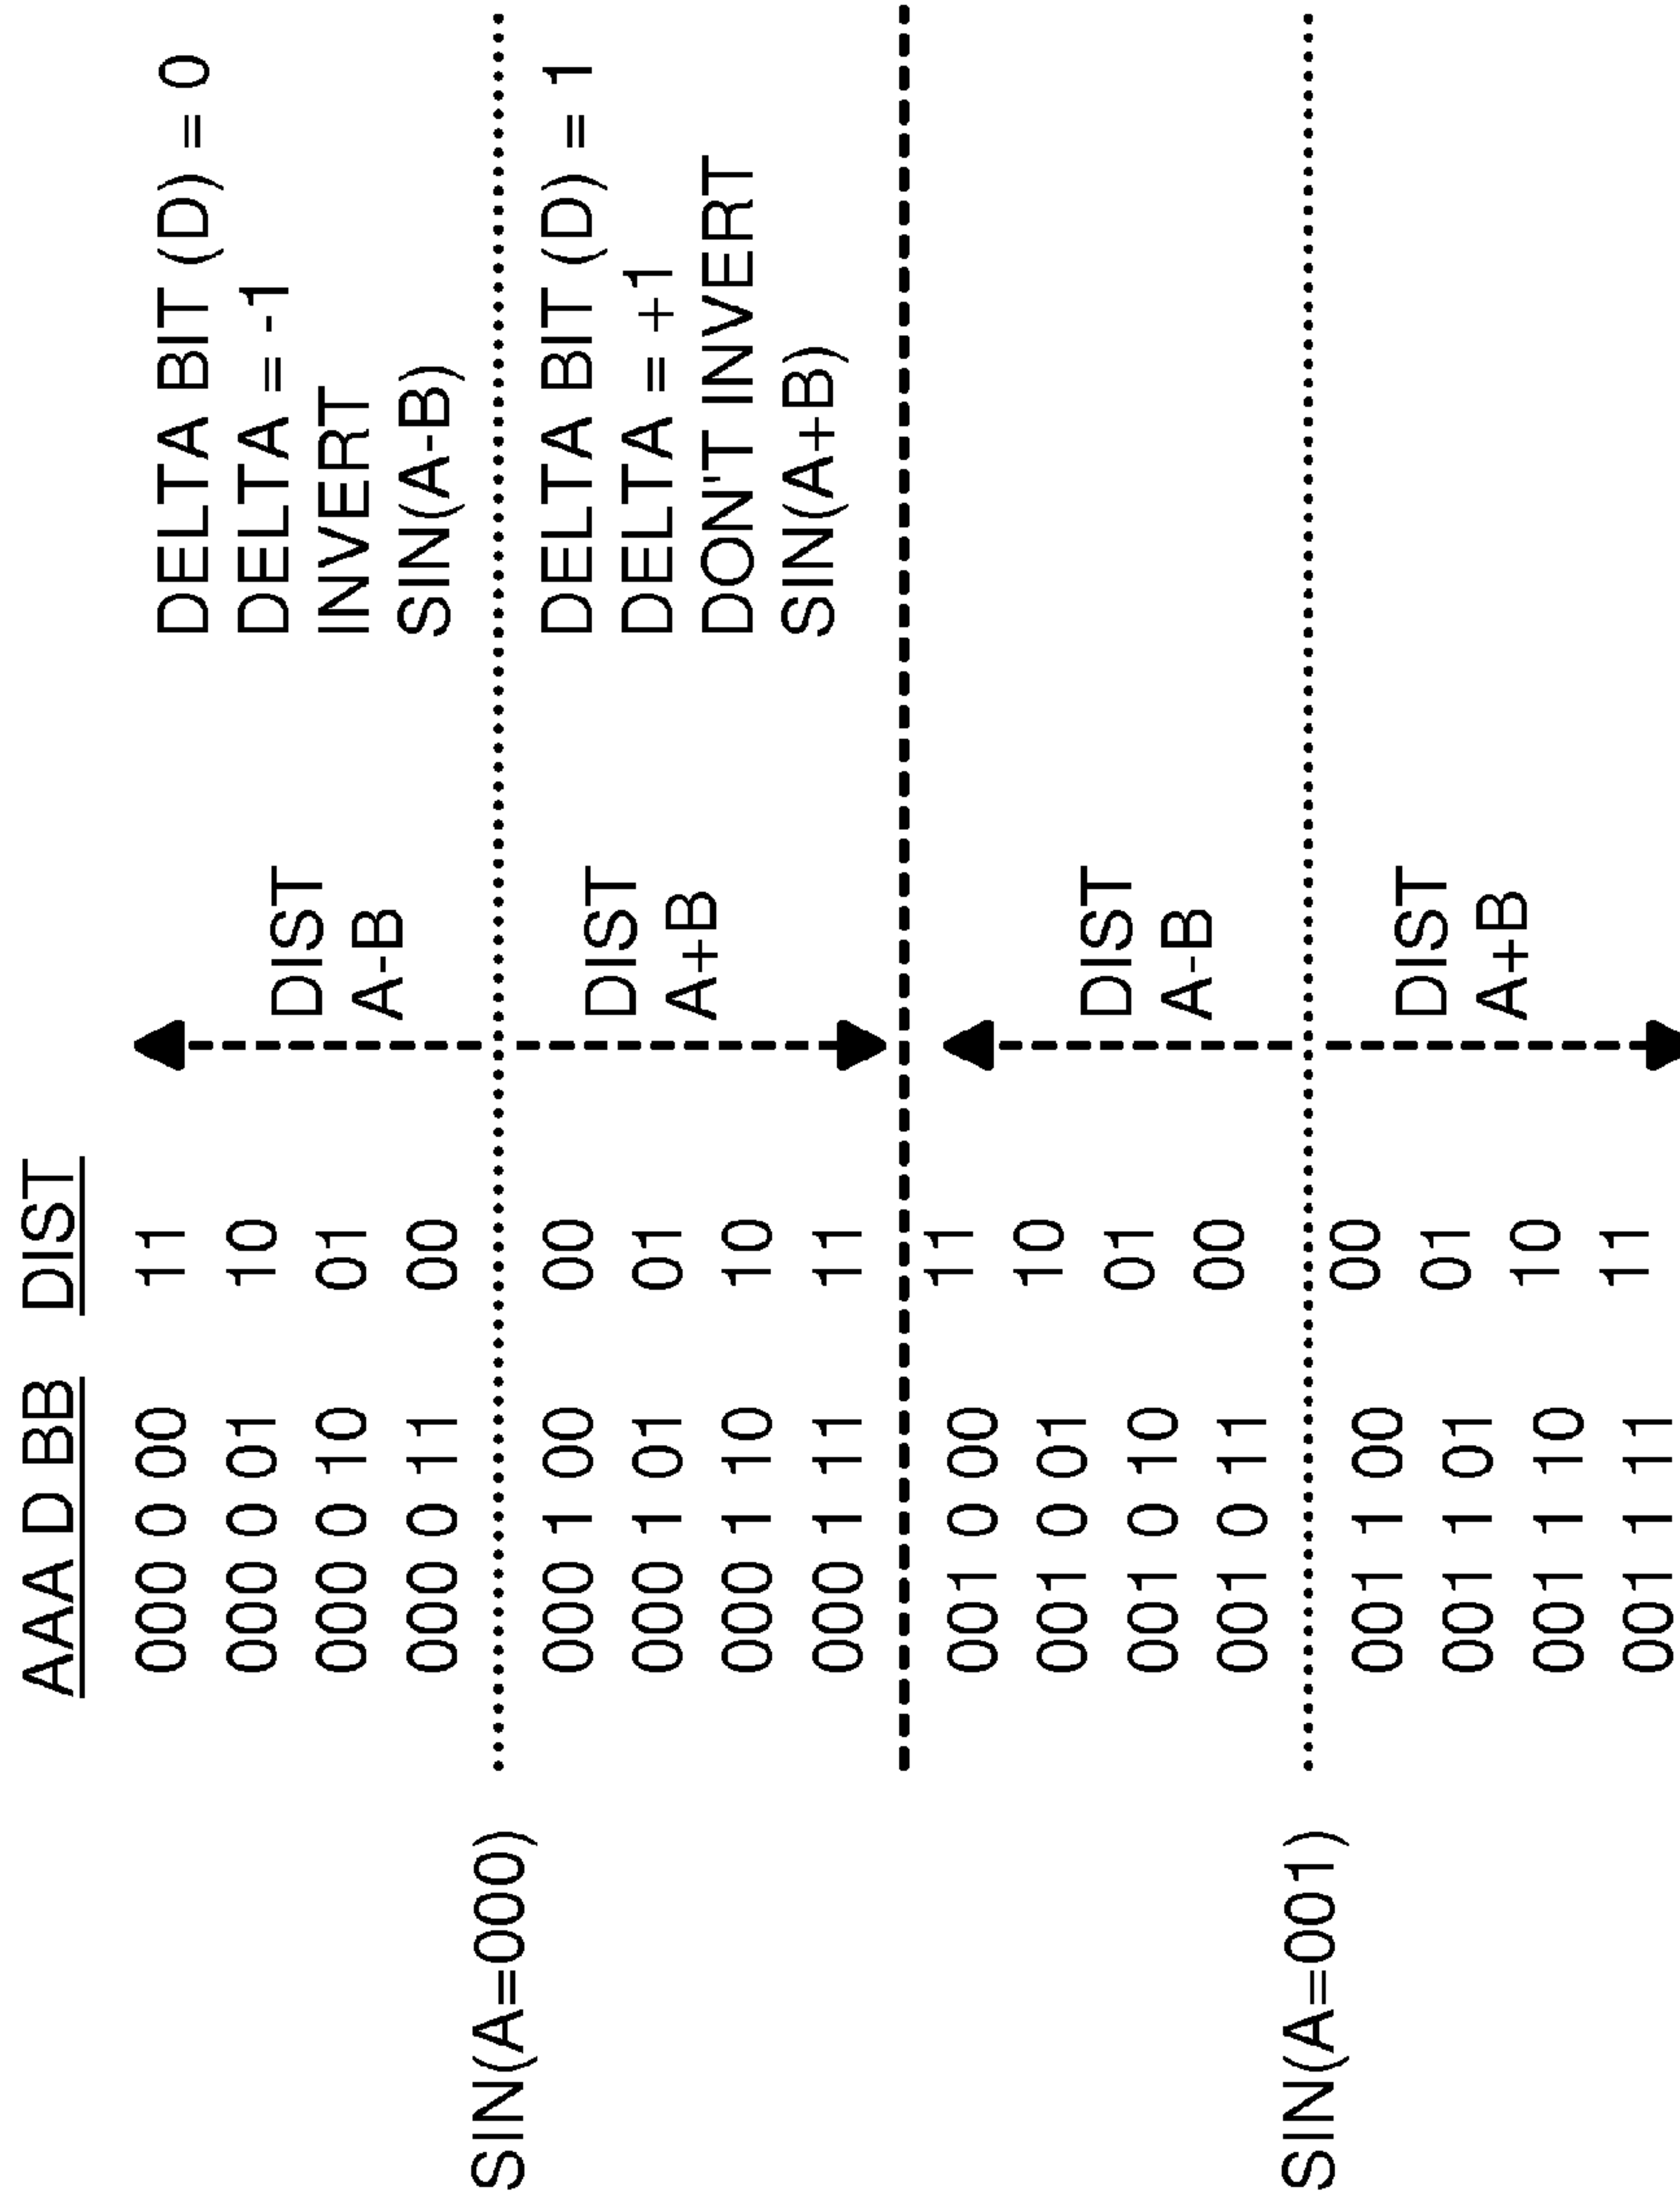 AAA D BB DIST
000 0 00 11
000 0 01 10
000 0 10 01
000 0 11 00
DIST
A-B
DELTA BIT (D) = 0
DELTA = -1
INVERT
SIN(A-B)
SIN(A=000)
000 1 00 00
000 1 01 01
000 1 10 10
000 1 11 11
DIST
A+B
DELTA BIT (D) = 1
DELTA = +1
DON'T INVERT
SIN(A+B)
001 0 00 11
001 0 01 10
001 0 10 01
001 0 11 00
DIST
A-B
SIN(A=001)
001 1 00 00
001 1 01 01
001 1 10 10
001 1 11 11
DIST
A+B